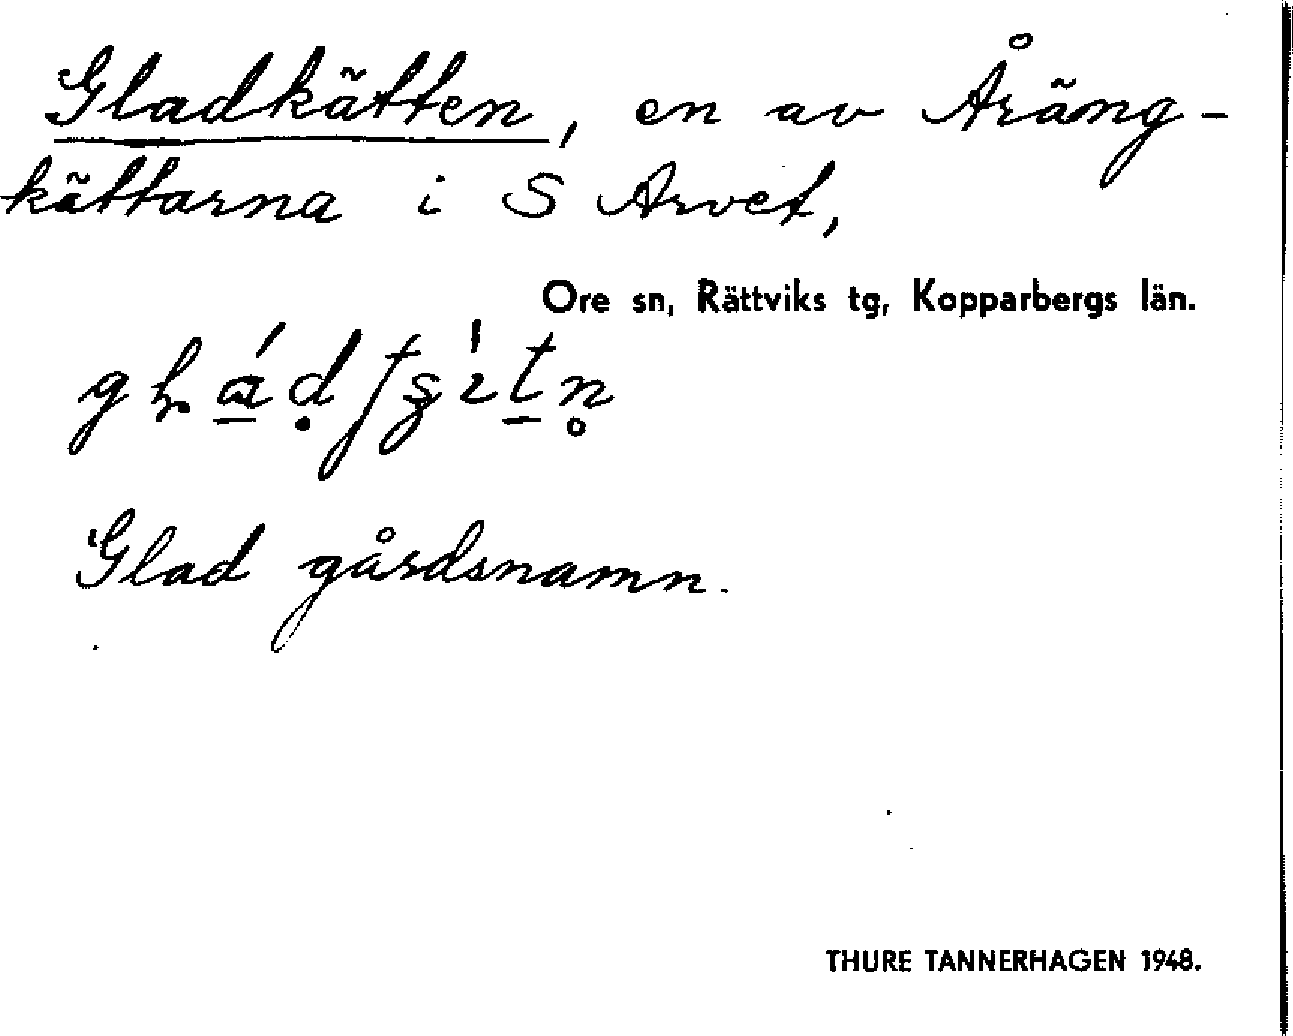 Gladkätten, en av Åräng-
kättarna i S Arvet,
Ore sn, Rättviks tg, Kopparbergs län.
Glad gårdsnamn.
THURE TANNERHAGEN 1948.